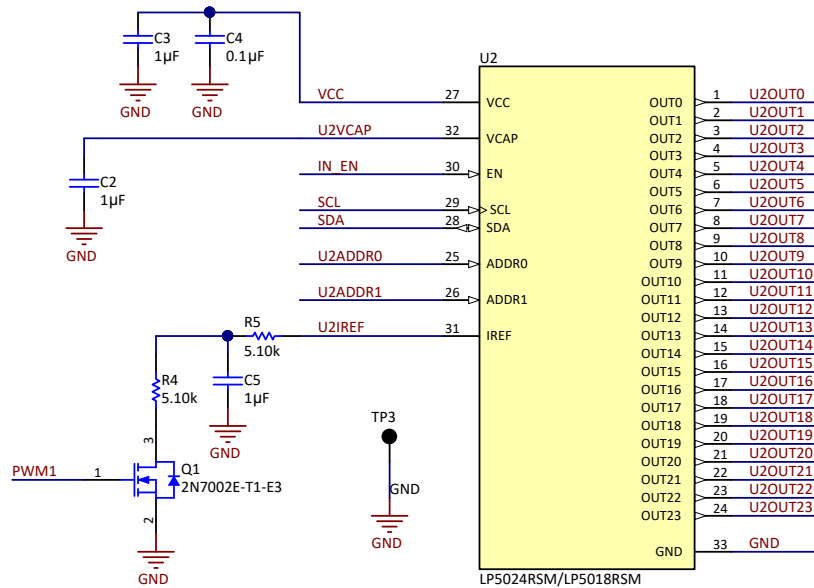 C3
1µF
C4
0.1µF
GND
GND
U2
VCC
27
VCC
U2VCAP
32
VCAP
IN_EN
30
EN
SCL
29
SCL
SDA
28
SDA
U2ADDR0
25
ADDR0
U2ADDR1
26
ADDR1
U2IREF
31
IREF
C2
1µF
GND
R5
5.10k
R4
5.10k
C5
1µF
GND
3
PWM1
1
Q1
2N7002E-T1-E3
2
GND
TP3
GND
GND
OUT0 1 U2OUT0
OUT1 2 U2OUT1
OUT2 3 U2OUT2
OUT3 4 U2OUT3
OUT4 5 U2OUT4
OUT5 6 U2OUT5
OUT6 7 U2OUT6
OUT7 8 U2OUT7
OUT8 9 U2OUT8
OUT9 10 U2OUT9
OUT10 11 U2OUT10
OUT11 12 U2OUT11
OUT12 13 U2OUT12
OUT13 14 U2OUT13
OUT14 15 U2OUT14
OUT15 16 U2OUT15
OUT16 17 U2OUT16
OUT17 18 U2OUT17
OUT18 19 U2OUT18
OUT19 20 U2OUT19
OUT20 21 U2OUT20
OUT21 22 U2OUT21
OUT22 23 U2OUT22
OUT23 24 U2OUT23
GND 33 GND
LP5024RSM/LP5018RSM